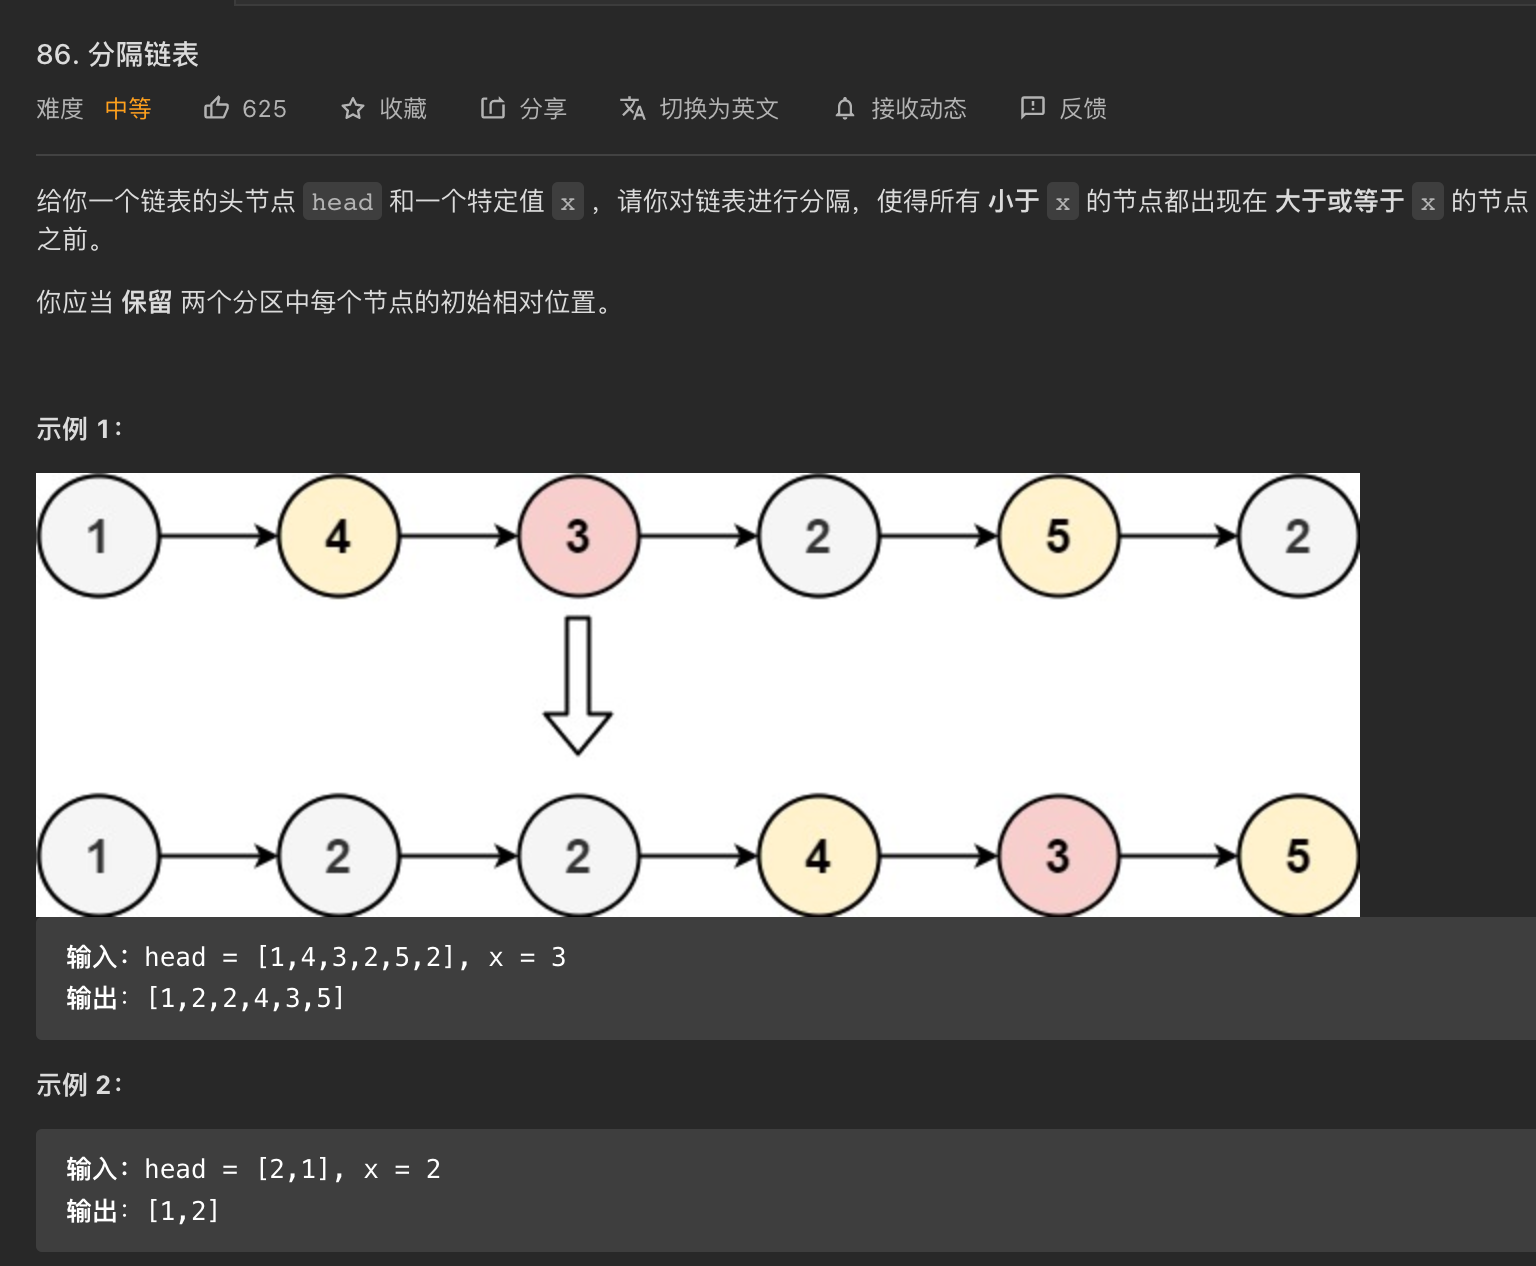 86. 分隔链表
难度 中等 625 收藏 分享 切换为英文 接收动态 反馈
给你一个链表的头节点 head 和一个特定值 x ，请你对链表进行分隔，使得所有 小于 x 的节点都出现在 大于或等于 x 的节点
之前。
你应当 保留 两个分区中每个节点的初始相对位置。
示例 1：
1 4 3 2 5 2
1 2 2 4 3 5
输入：head = [1,4,3,2,5,2], x = 3
输出：[1,2,2,4,3,5]
示例 2：
输入：head = [2,1], x = 2
输出：[1,2]